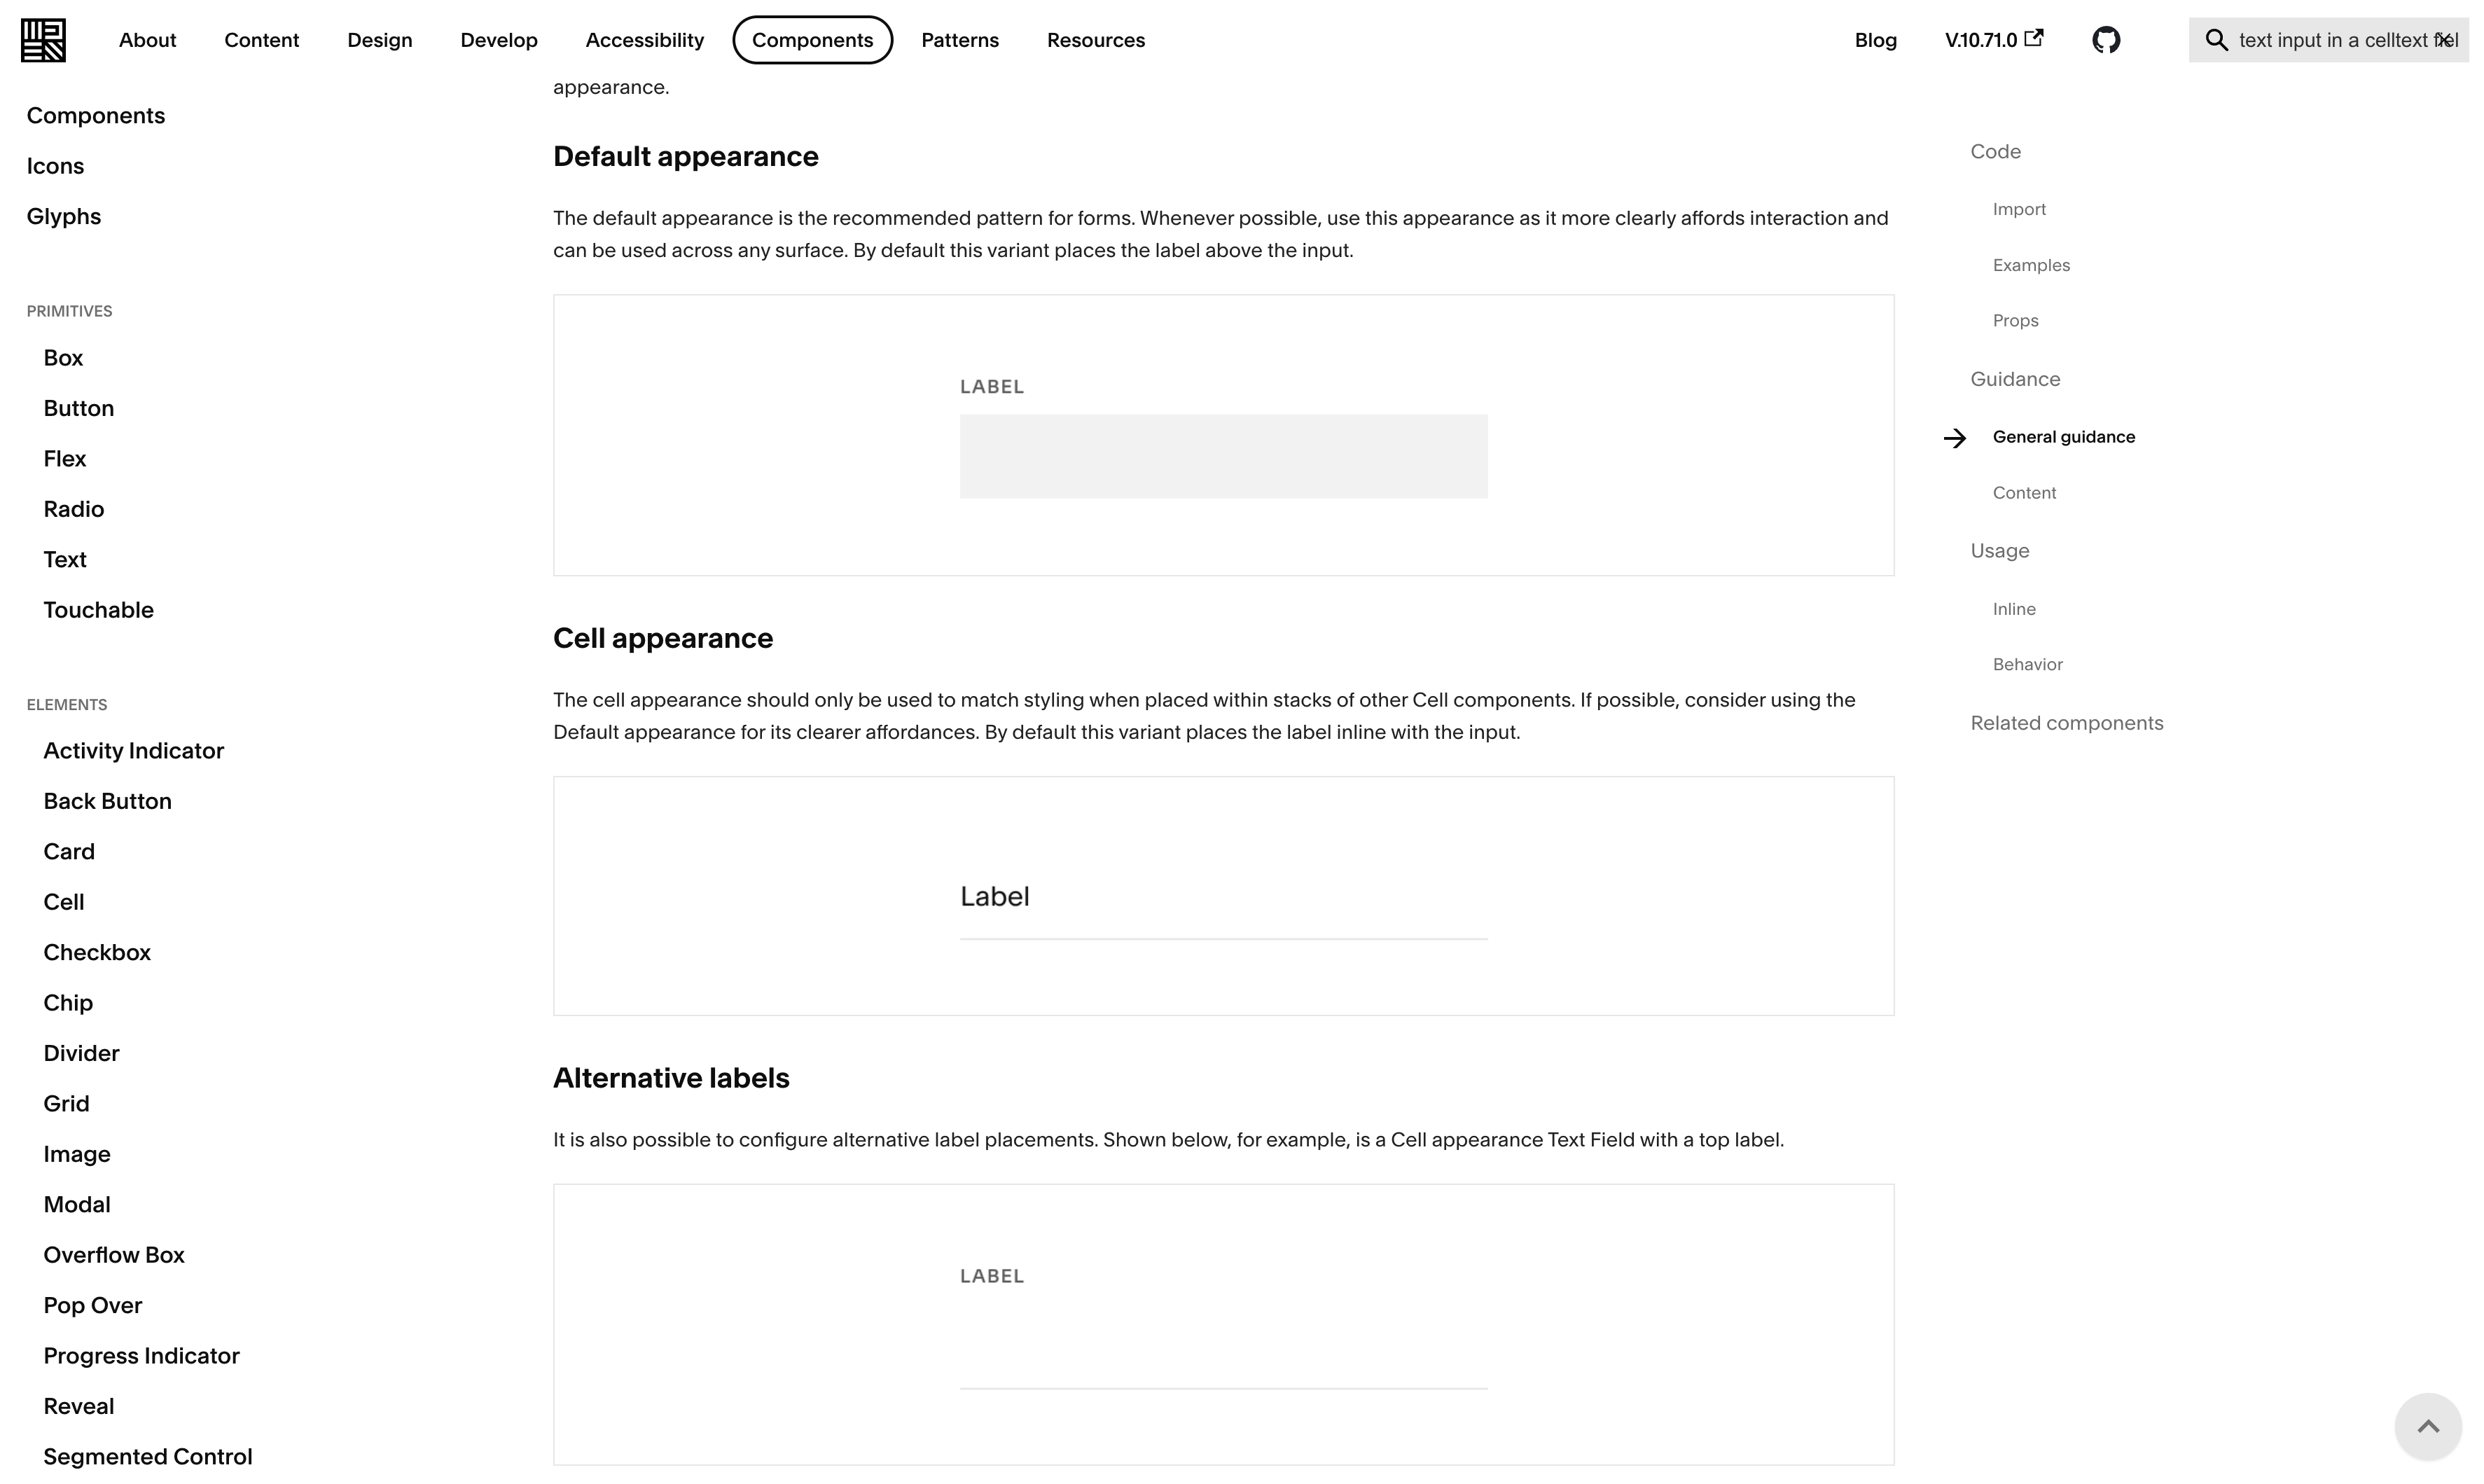 About
Content
Design
Develop
Accessibility
Components
Patterns
Resources
Blog
V.10.71.0
text input in a celltext fiel
Components
Icons
Glyphs
PRIMITIVES
Box
Button
Flex
Radio
Text
Touchable
ELEMENTS
Activity Indicator
Back Button
Card
Cell
Checkbox
Chip
Divider
Grid
Image
Modal
Overflow Box
Pop Over
Progress Indicator
Reveal
Segmented Control
appearance.
Default appearance
The default appearance is the recommended pattern for forms. Whenever possible, use this appearance as it more clearly affords interaction and
can be used across any surface. By default this variant places the label above the input.
LABEL
Cell appearance
The cell appearance should only be used to match styling when placed within stacks of other Cell components. If possible, consider using the
Default appearance for its clearer affordances. By default this variant places the label inline with the input.
Label
Alternative labels
It is also possible to configure alternative label placements. Shown below, for example, is a Cell appearance Text Field with a top label.
LABEL
Code
Import
Examples
Props
Guidance
General guidance
Content
Usage
Inline
Behavior
Related components